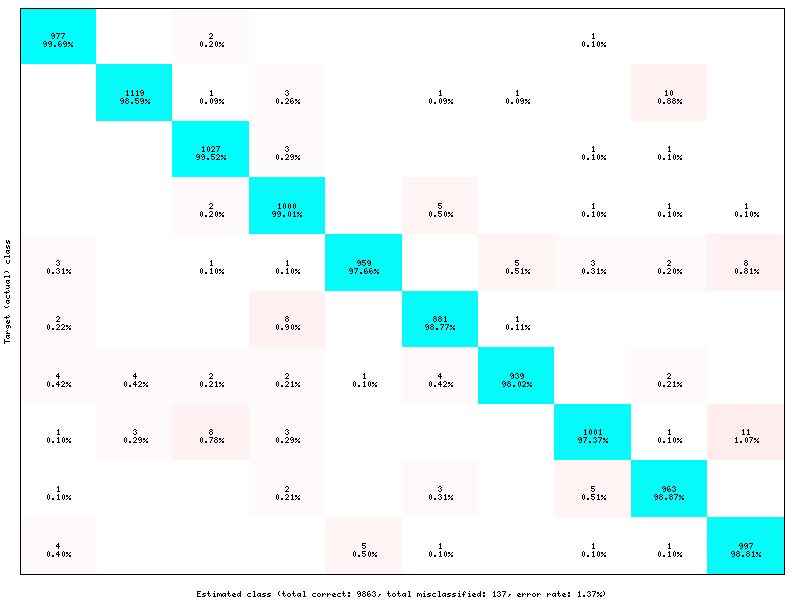 977 2 1
99.69% 0.20% 0.10%
1119 1 3 1 1 10
98.59% 0.09% 0.26% 0.09% 0.09% 0.88%
1027 3 1 1
99.52% 0.29% 0.10% 0.10%
2 1000 5 1 1 1
0.20% 99.01% 0.50% 0.10% 0.10% 0.10%
3 1 1 959 5 3 2 8
0.31% 0.10% 0.10% 97.66% 0.51% 0.31% 0.20% 0.81%
2 8 881 1
0.22% 0.90% 98.77% 0.11%
4 4 2 2 1 4 939 2
0.42% 0.42% 0.21% 0.21% 0.10% 0.42% 98.02% 0.21%
1 3 8 3 1001 1 11
0.10% 0.29% 0.78% 0.29% 97.37% 0.10% 1.07%
1 2 3 5 963
0.10% 0.21% 0.31% 0.51% 98.87%
4 5 1 1 1 997
0.40% 0.50% 0.10% 0.10% 0.10% 98.81%
Target (actual) class
Estimated class (total correct: 9863, total misclassified: 137, error rate: 1.37%)